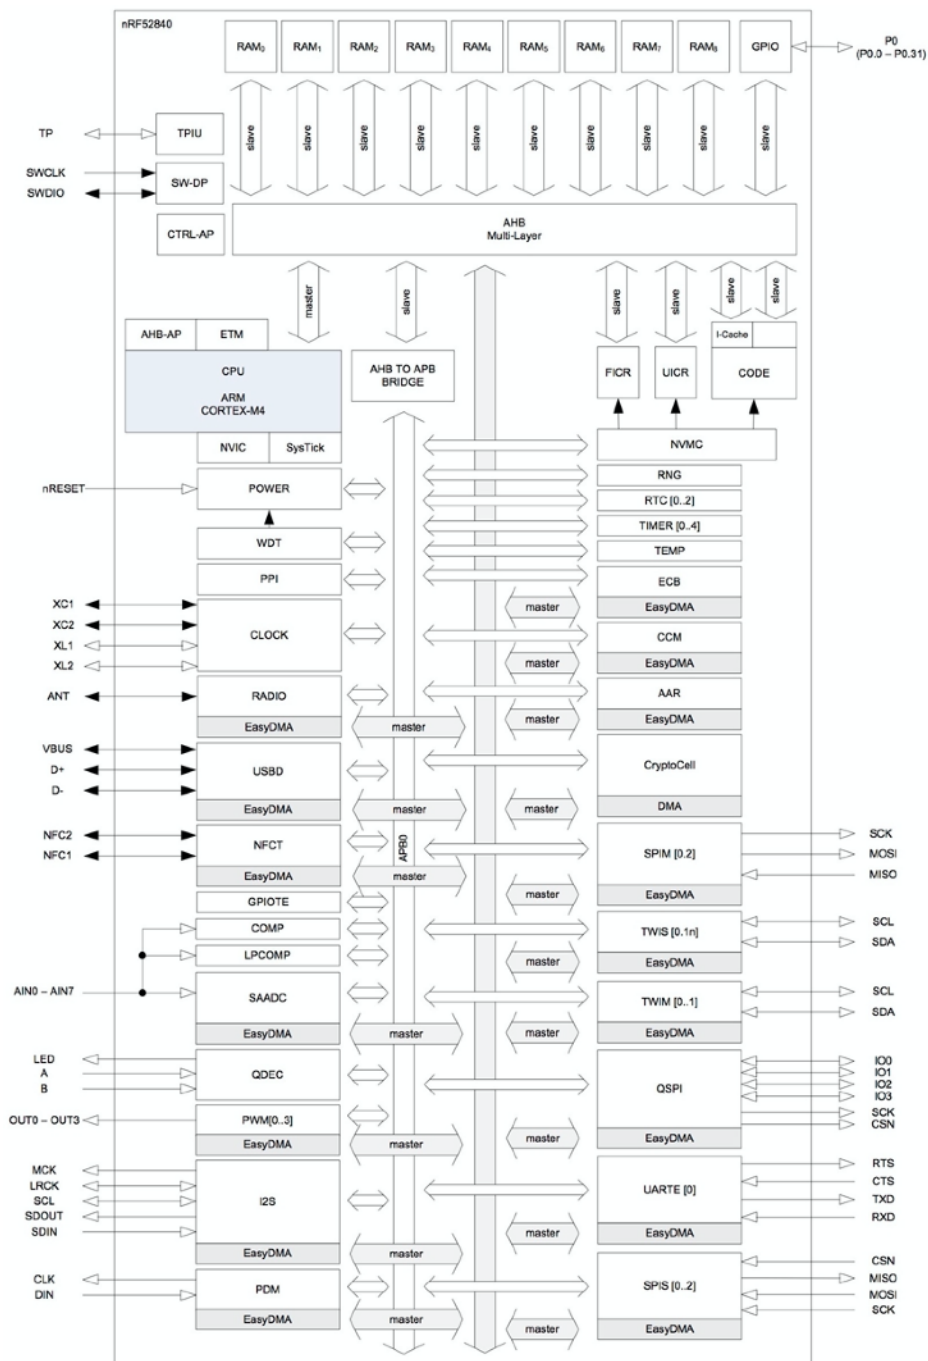 nRF52840
RAM0 RAM1 RAM2 RAM3 RAM4 RAM5 RAM6 RAM7 RAM8 GPIO
P0
(P0.0 – P0.31)
slave slave slave slave slave slave slave slave slave slave
TP TPIU
SWCLK
SW-DP
SWDIO
CTRL-AP
AHB
Multi-Layer
master slave slave slave slave slave
AHB-AP ETM
I-Cache
CPU
ARM
CORTEX-M4
AHB TO APB
BRIDGE
FICR UICR CODE
NVIC SysTick
NVMC
nRESET POWER
RNG
RTC [0..2]
TIMER [0..4]
WDT
TEMP
PPI
ECB
master EasyDMA
XC1
XC2
XL1
XL2
CLOCK
CCM
master EasyDMA
ANT RADIO
AAR
EasyDMA master
master EasyDMA
VBUS
D+
D-
USBD
CryptoCell
EasyDMA master
master DMA
NFC2
NFC1
NFCT
APB0
SPIM [0.2]
SCK
MOSI
MISO
EasyDMA master
master EasyDMA
GPIOTE
COMP
LPCOMP
TWIS [0.1n]
SCL
SDA
master EasyDMA
AIN0 – AIN7 SAADC
TWIM [0..1]
SCL
SDA
EasyDMA master
master EasyDMA
LED
A
B
QDEC
QSPI
IO0
IO1
IO2
IO3
SCK
CSN
OUT0 – OUT3 PWM[0..3]
EasyDMA master
master EasyDMA
MCK
LRCK
SCL
SDOUT
SDIN
I2S
UARTE [0]
RTS
CTS
TXD
RXD
EasyDMA master
master EasyDMA
CLK
DIN
PDM
SPIS [0..2]
CSN
MISO
MOSI
SCK
EasyDMA master
master EasyDMA